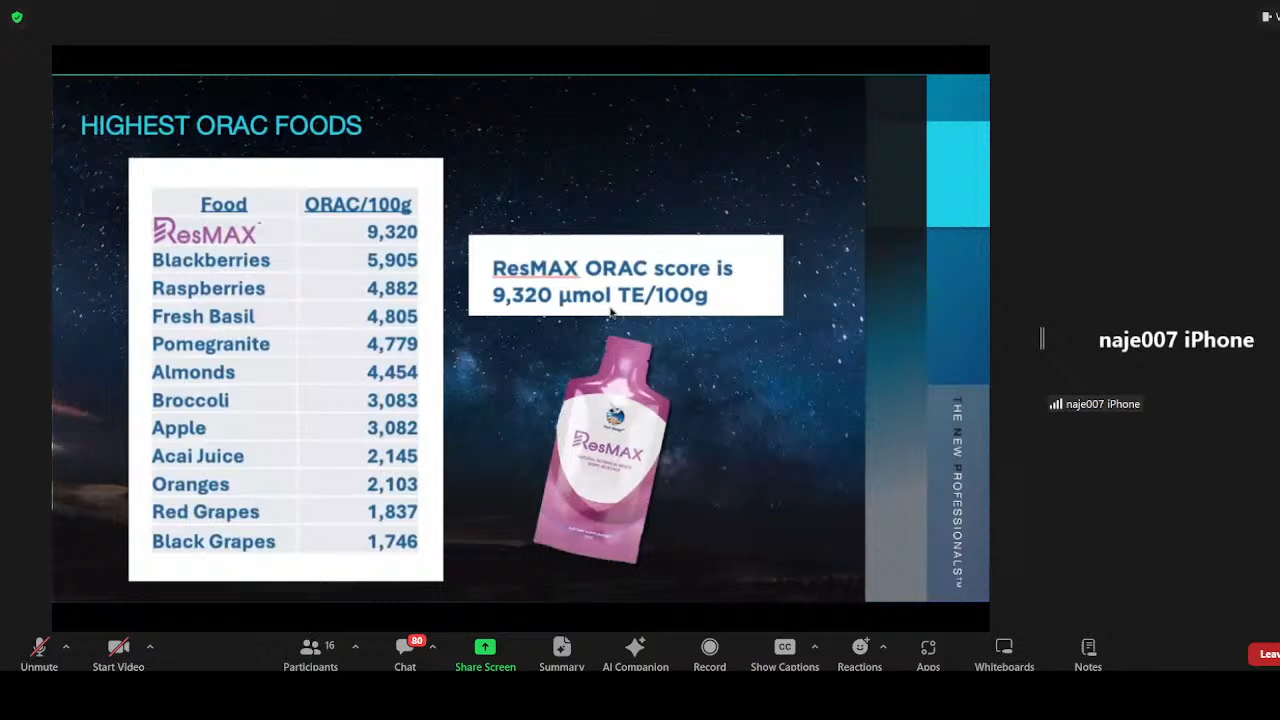 HIGHEST ORAC FOODS
Food ORAC/100g
ResMAX 9,320
Blackberries 5,905
Raspberries 4,882
Fresh Basil 4,805
Pomegranite 4,779
Almonds 4,454
Broccoli 3,083
Apple 3,082
Acai Juice 2,145
Oranges 2,103
Red Grapes 1,837
Black Grapes 1,746
ResMAX ORAC score is
9,320 µmol TE/100g
ResMAX
THE NEW PROFESSIONALS™
naje007 iPhone
naje007 iPhone
Unmute
Start Video
16
Participants
80
Chat
Share Screen
Summary
AI Companion
Record
CC
Show Captions
Reactions
Apps
Whiteboards
Notes
Leav